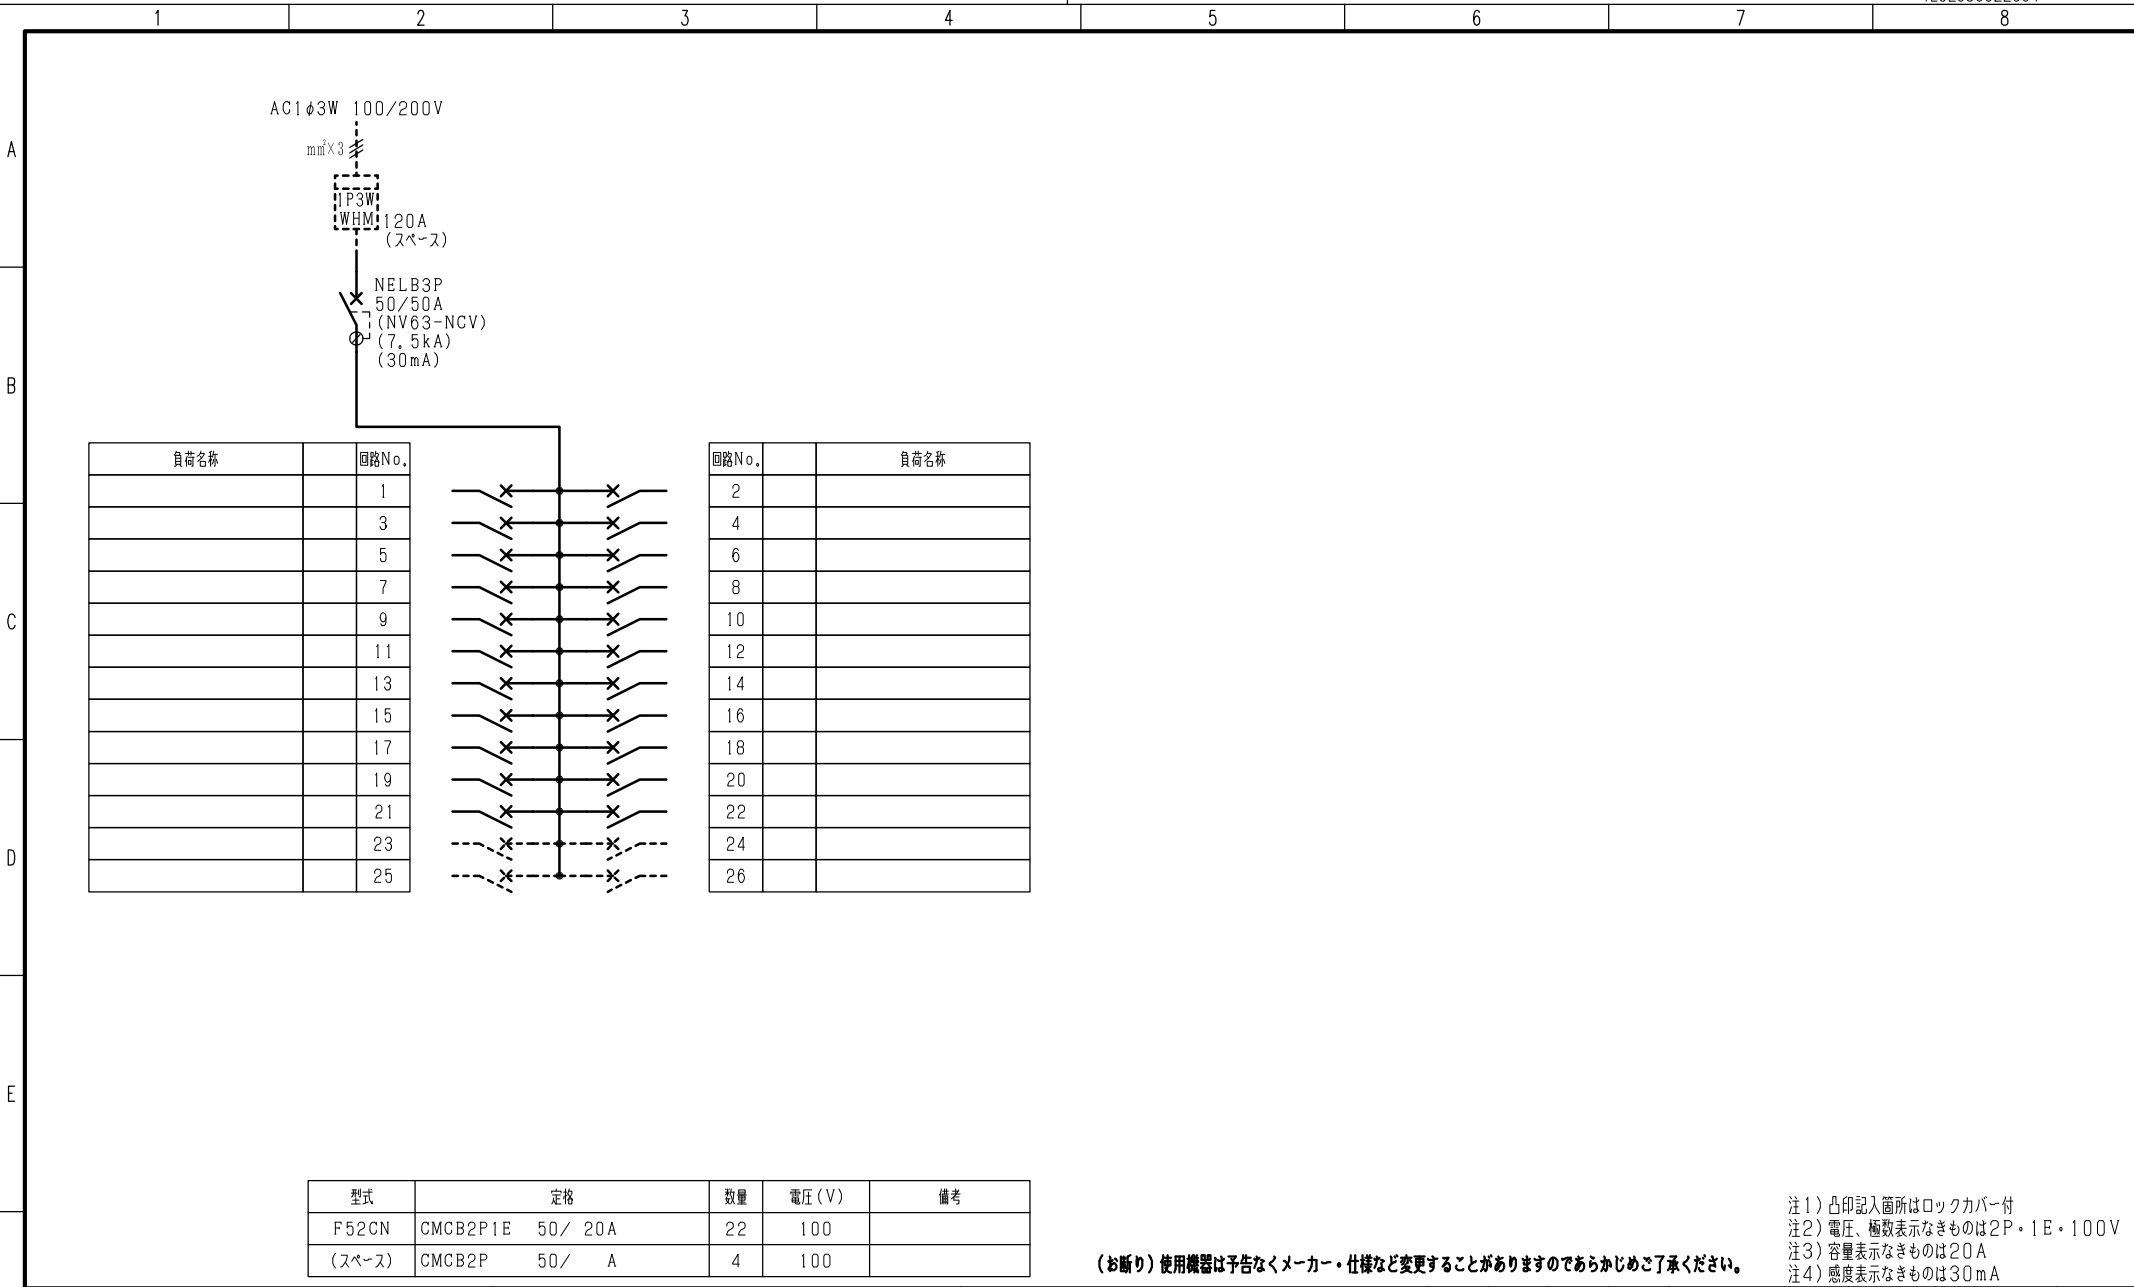 1 2 3 4 5 6 7 8
A
B
C
D
E
AC1φ3W 100/200V
mm²×3
1P3W
WHM
120A
(スペース)
NELB3P
50/50A
(NV63-NCV)
(7.5kA)
(30mA)
負荷名称 回路No. 回路No. 負荷名称
1 2
3 4
5 6
7 8
9 10
11 12
13 14
15 16
17 18
19 20
21 22
23 24
25 26
型式 定格 数量 電圧(V) 備考
F52CN CMCB2P1E 50/ 20A 22 100
(スペース) CMCB2P 50/ A 4 100
(お断り)使用機器は予告なくメーカー・仕様など変更することがありますのであらかじめご了承ください。
注1)凸印記入箇所はロックカバー付
注2)電圧、極数表示なきものは2P・1E・100V
注3)容量表示なきものは20A
注4)感度表示なきものは30mA